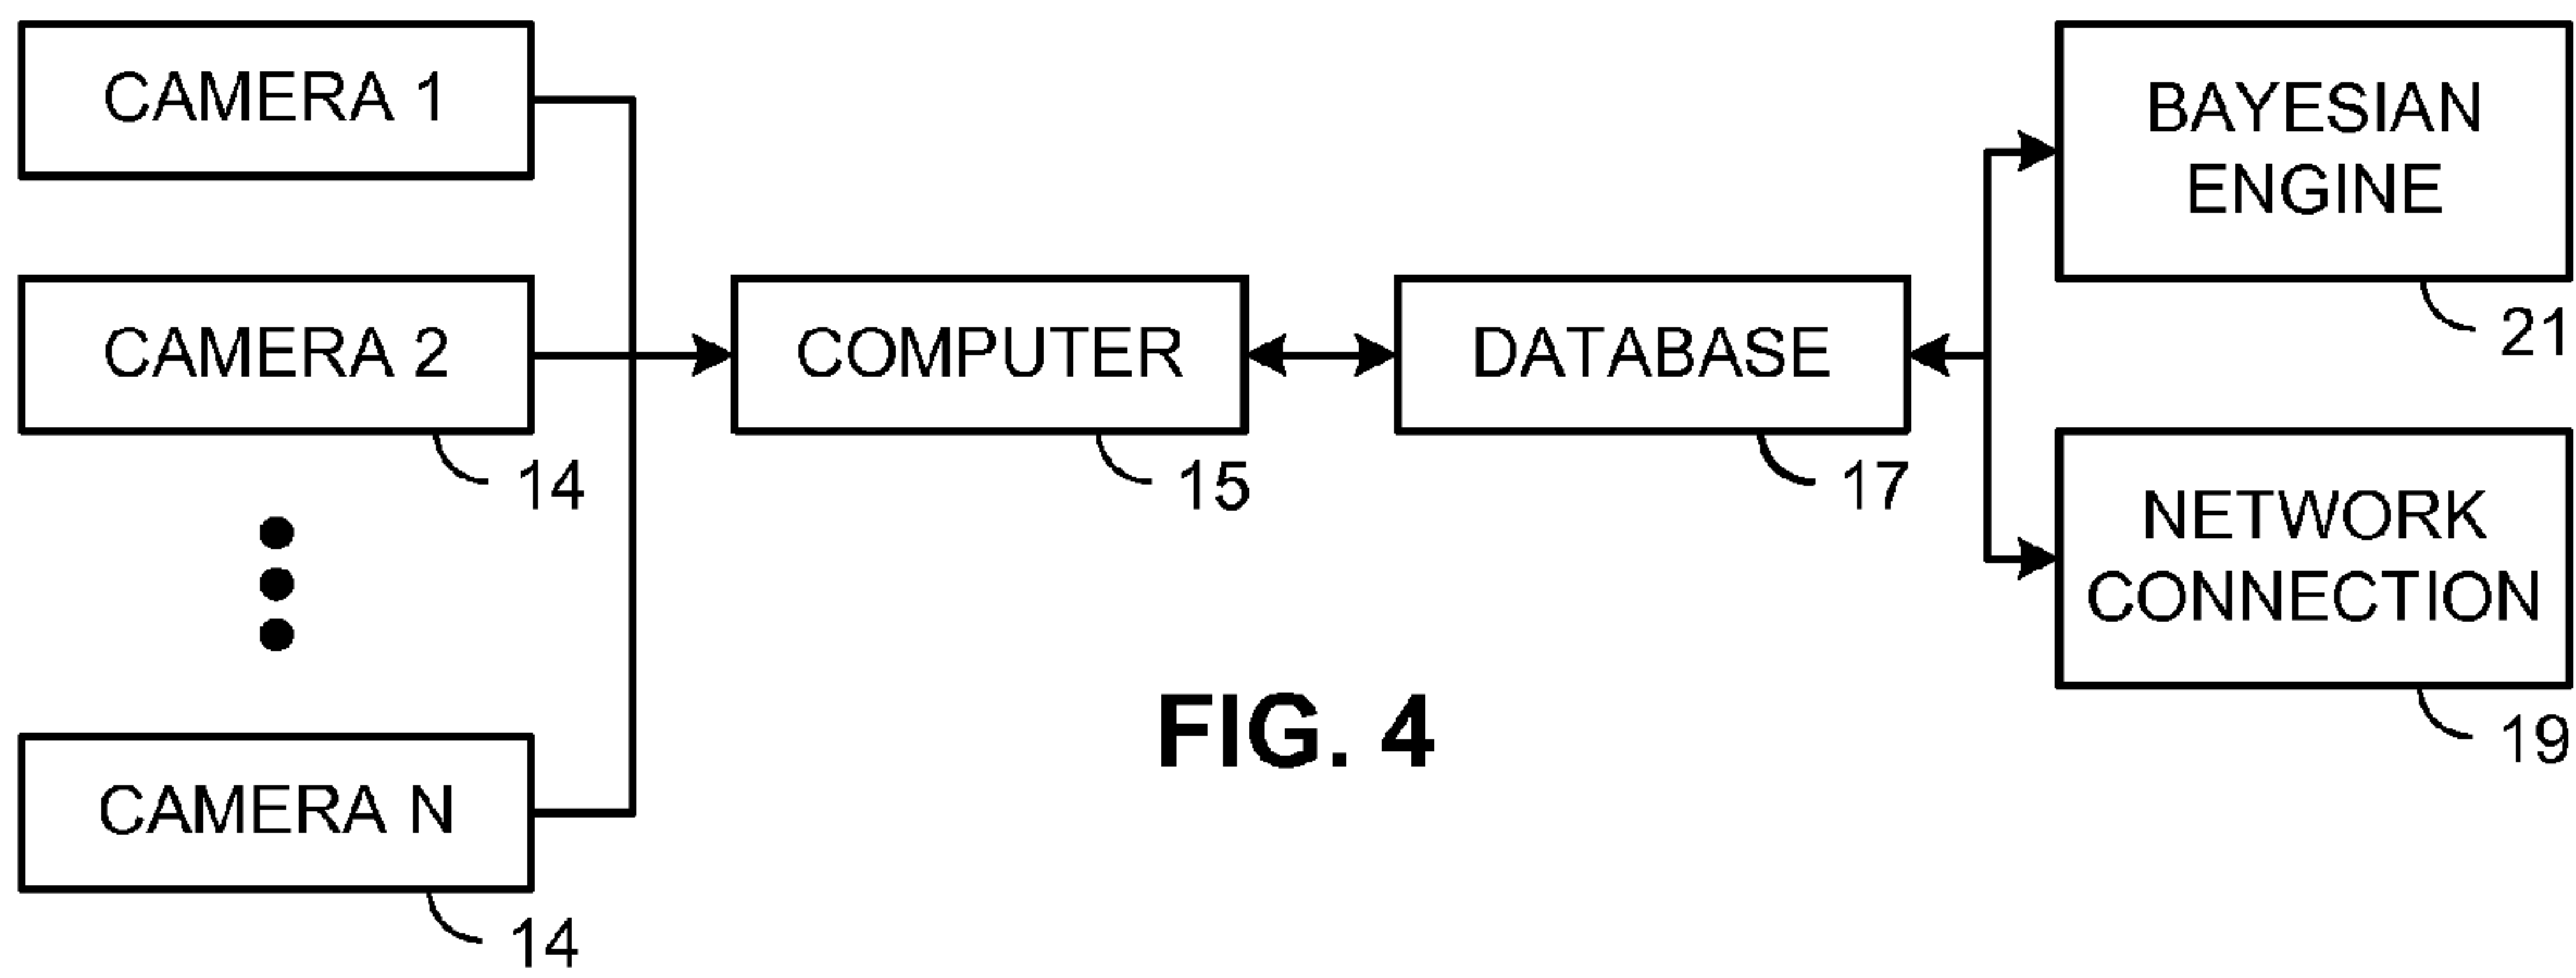 CAMERA 1
CAMERA 2
14
CAMERA N
14
COMPUTER
15
DATABASE
17
BAYESIAN
ENGINE
21
NETWORK
CONNECTION
19
FIG. 4